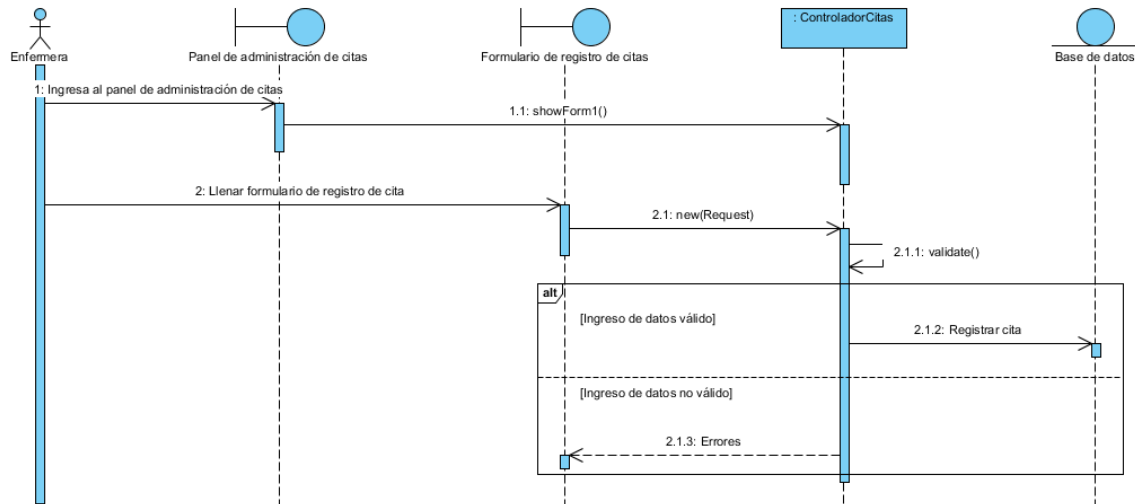 : ControladorCitas
Enfermera
Panel de administración de citas
Formulario de registro de citas
Base de datos
1: Ingresa al panel de administración de citas
1.1: showForm1()
2: Llenar formulario de registro de cita
2.1: new(Request)
2.1.1: validate()
alt
[Ingreso de datos válido]
2.1.2: Registrar cita
[Ingreso de datos no válido]
2.1.3: Errores